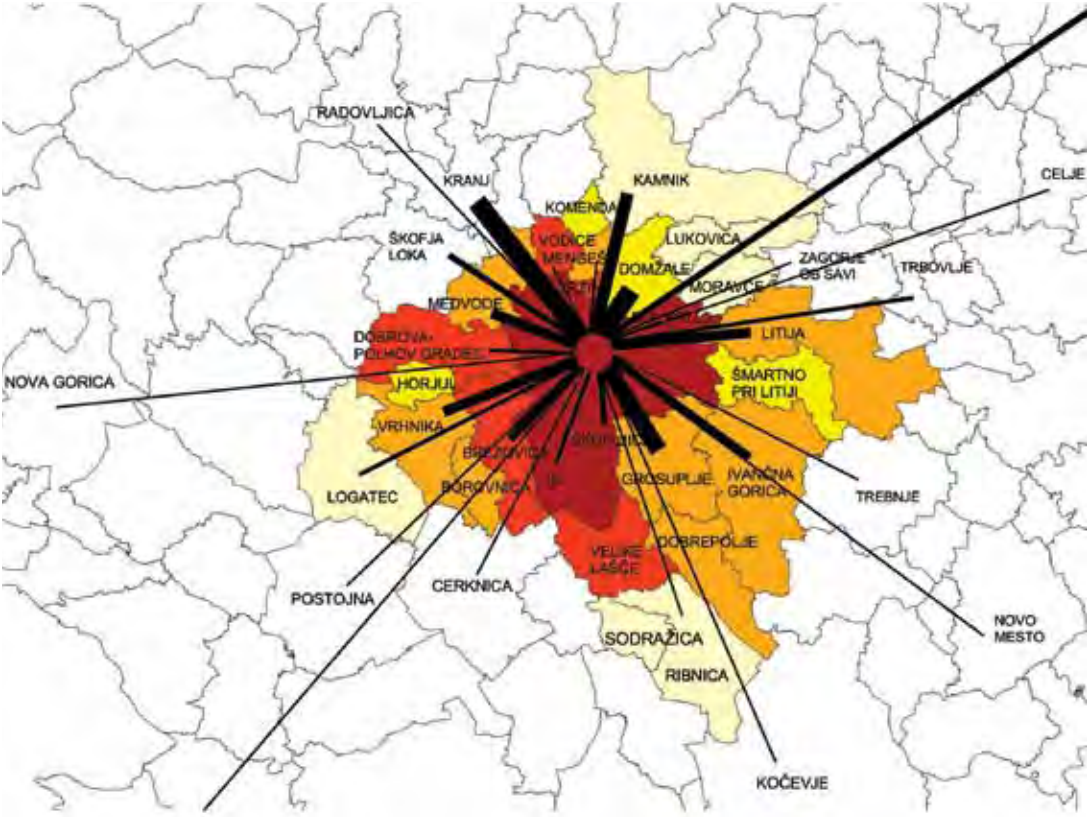 RADOVLJICA
KRANJ
KAMNIK
CELJE
KOMENDA
ŠKOFJA
LOKA
VODICE
MENGEŠ
LUKOVICA
DOMŽALE
ZAGORJE
OB SAVI
TRBOVLJE
MORAVČE
MEDVODE
LITIJA
DOBROVA-
POLHOV GRADEC
NOVA GORICA
HORJUL
ŠMARTNO
PRI LITIJI
VRHNIKA
BREZOVICA
GROSUPLJE
IVANČNA
GORICA
BOROVNICA
LOGATEC
TREBNJE
DOBREPOLJE
VELIKE
LAŠČE
CERKNICA
POSTOJNA
SODRAŽICA
NOVO
MESTO
RIBNICA
KOČEVJE